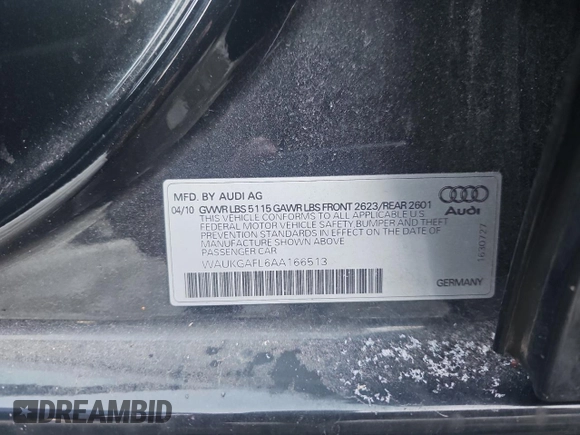 MFD. BY AUDI AG
04/10 GVWR LBS 5115 GAWR LBS FRONT 2623/REAR 2601
THIS VEHICLE CONFORMS TO ALL APPLICABLE U.S.
FEDERAL MOTOR VEHICLE SAFETY, BUMPER AND THEFT
PREVENTION STANDARDS IN EFFECT ON THE DATE OF
MANUFACTURE SHOWN ABOVE
PASSENGER CAR
WAUKGAFL6AA166513
Audi
1630727
GERMANY
DREAMBID